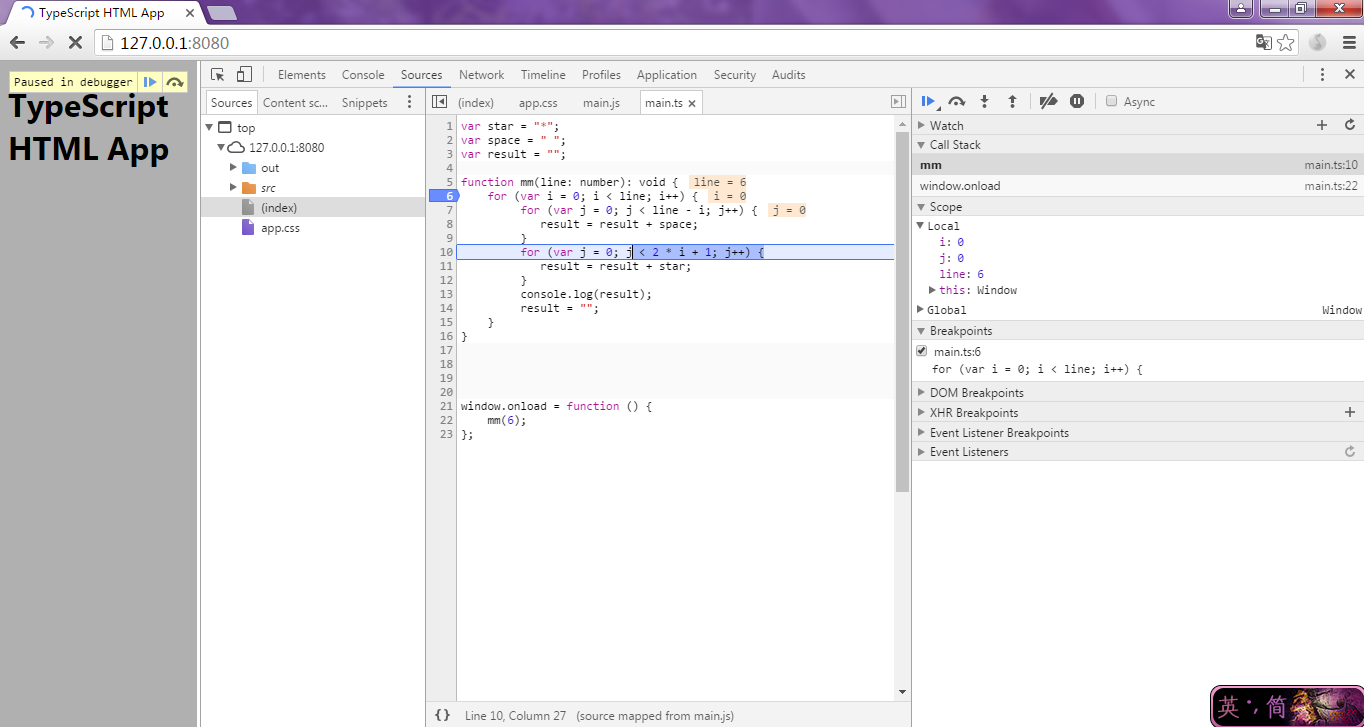 TypeScript HTML App
127.0.0.1:8080
Paused in debugger
TypeScript
HTML App
Elements Console Sources Network Timeline Profiles Application Security Audits
Sources Content sc... Snippets
(index) app.css main.js main.ts
Async
top
127.0.0.1:8080
out
src
(index)
app.css
1 var star = "*";
2 var space = " ";
3 var result = "";
4
5 function mm(line: number): void { line = 6
6 for (var i = 0; i < line; i++) { i = 0
7 for (var j = 0; j < line - i; j++) { j = 0
8 result = result + space;
9 }
10 for (var j = 0; j < 2 * i + 1; j++) {
11 result = result + star;
12 }
13 console.log(result);
14 result = "";
15 }
16 }
17
18
19
20
21 window.onload = function () {
22 mm(6);
23 };
{} Line 10, Column 27 (source mapped from main.js)
Watch
Call Stack
mm main.ts:10
window.onload main.ts:22
Scope
Local
i: 0
j: 0
line: 6
this: Window
Global Window
Breakpoints
main.ts:6
for (var i = 0; i < line; i++) {
DOM Breakpoints
XHR Breakpoints
Event Listener Breakpoints
Event Listeners
英 简